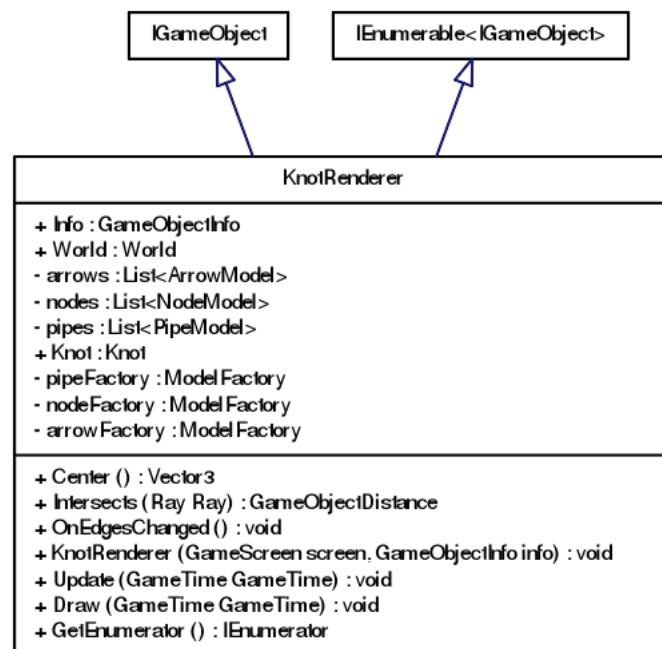 IGameObject
IEnumerable<IGameObject>
KnotRenderer
+ Info : GameObjectInfo
+ World : World
- arrows : List<ArrowModel>
- nodes : List<NodeModel>
- pipes : List<PipeModel>
+ Knot : Knot
- pipeFactory : ModelFactory
- nodeFactory : ModelFactory
- arrowFactory : ModelFactory
+ Center () : Vector3
+ Intersects (Ray Ray) : GameObjectDistance
+ OnEdgesChanged () : void
+ KnotRenderer (GameScreen screen, GameObjectInfo info) : void
+ Update (GameTime GameTime) : void
+ Draw (GameTime GameTime) : void
+ GetEnumerator () : IEnumerator